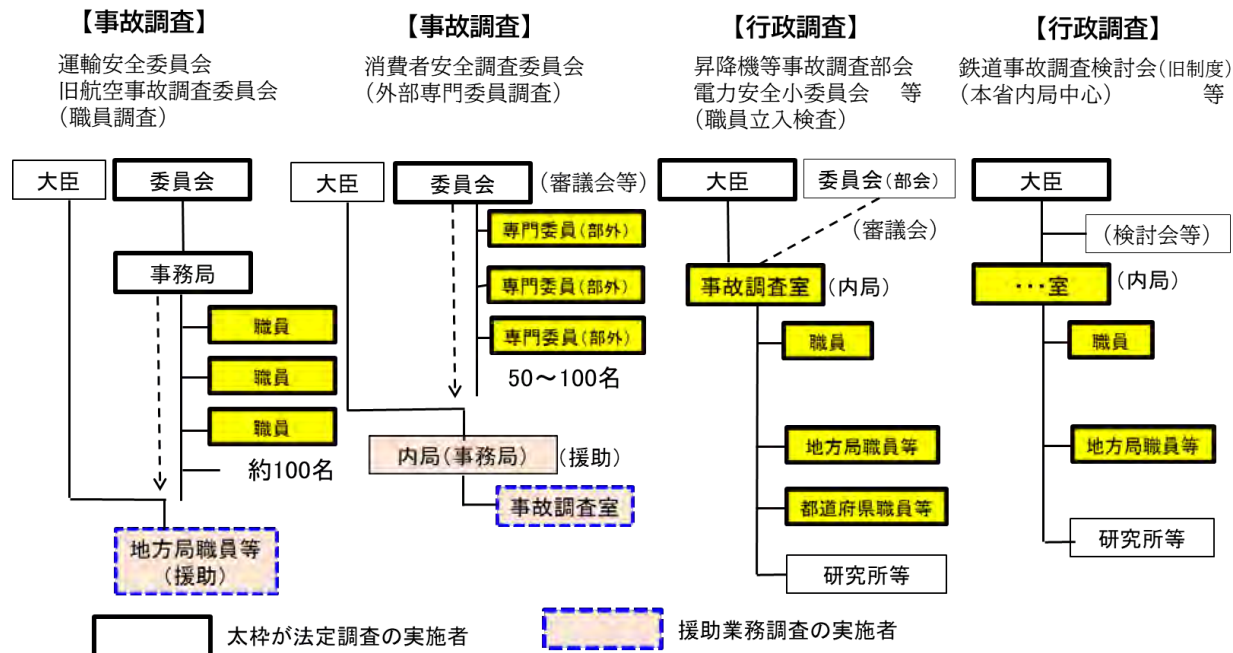 【事故調査】
運輸安全委員会
旧航空事故調査委員会
(職員調査)
大臣
委員会
事務局
職員
職員
職員
約100名
地方局職員等
(援助)
【事故調査】
消費者安全調査委員会
(外部専門委員調査)
大臣
委員会
(審議会等)
専門委員(部外)
専門委員(部外)
専門委員(部外)
50～100名
内局(事務局)
(援助)
事故調査室
【行政調査】
昇降機等事故調査部会
電力安全小委員会 等
(職員立入検査)
大臣
委員会(部会)
(審議会)
事故調査室
(内局)
職員
地方局職員等
都道府県職員等
研究所等
【行政調査】
鉄道事故調査検討会(旧制度)
(本省内局中心) 等
大臣
(検討会等)
…室
(内局)
職員
地方局職員等
研究所等
太枠が法定調査の実施者
援助業務調査の実施者